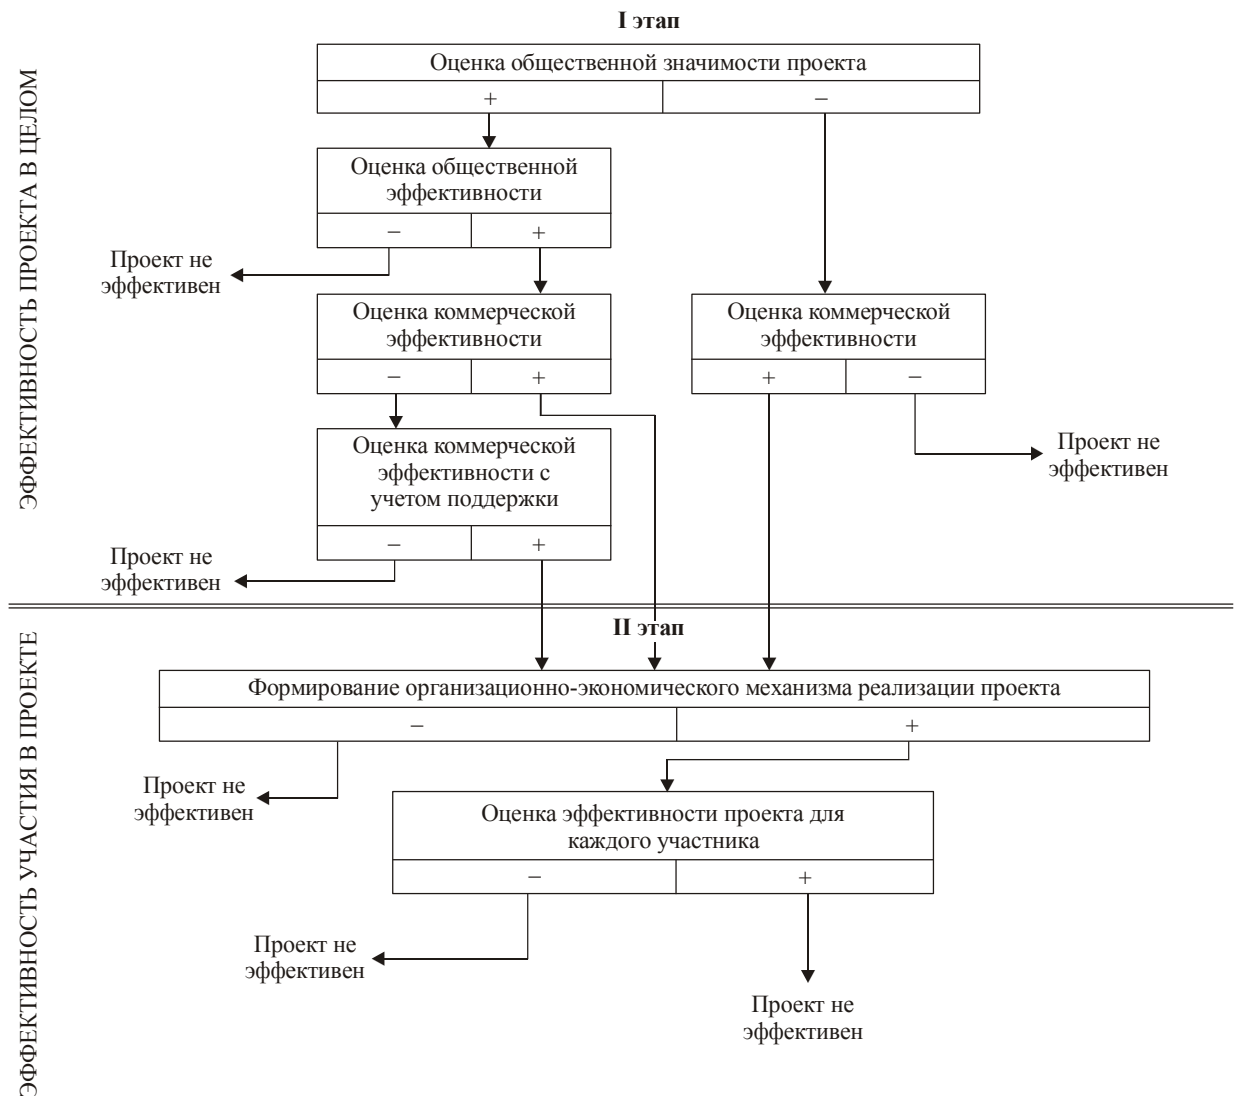 I этап
ЭФФЕКТИВНОСТЬ ПРОЕКТА В ЦЕЛОМ
Оценка общественной значимости проекта
+ −
Оценка общественной
эффективности
− +
Проект не
эффективен
Оценка коммерческой
эффективности
− +
Оценка коммерческой
эффективности
+ −
Проект не
эффективен
Оценка коммерческой
эффективности с
учетом поддержки
− +
Проект не
эффективен
II этап
ЭФФЕКТИВНОСТЬ УЧАСТИЯ В ПРОЕКТЕ
Формирование организационно-экономического механизма реализации проекта
− +
Проект не
эффективен
Оценка эффективности проекта для
каждого участника
− +
Проект не
эффективен
Проект не
эффективен